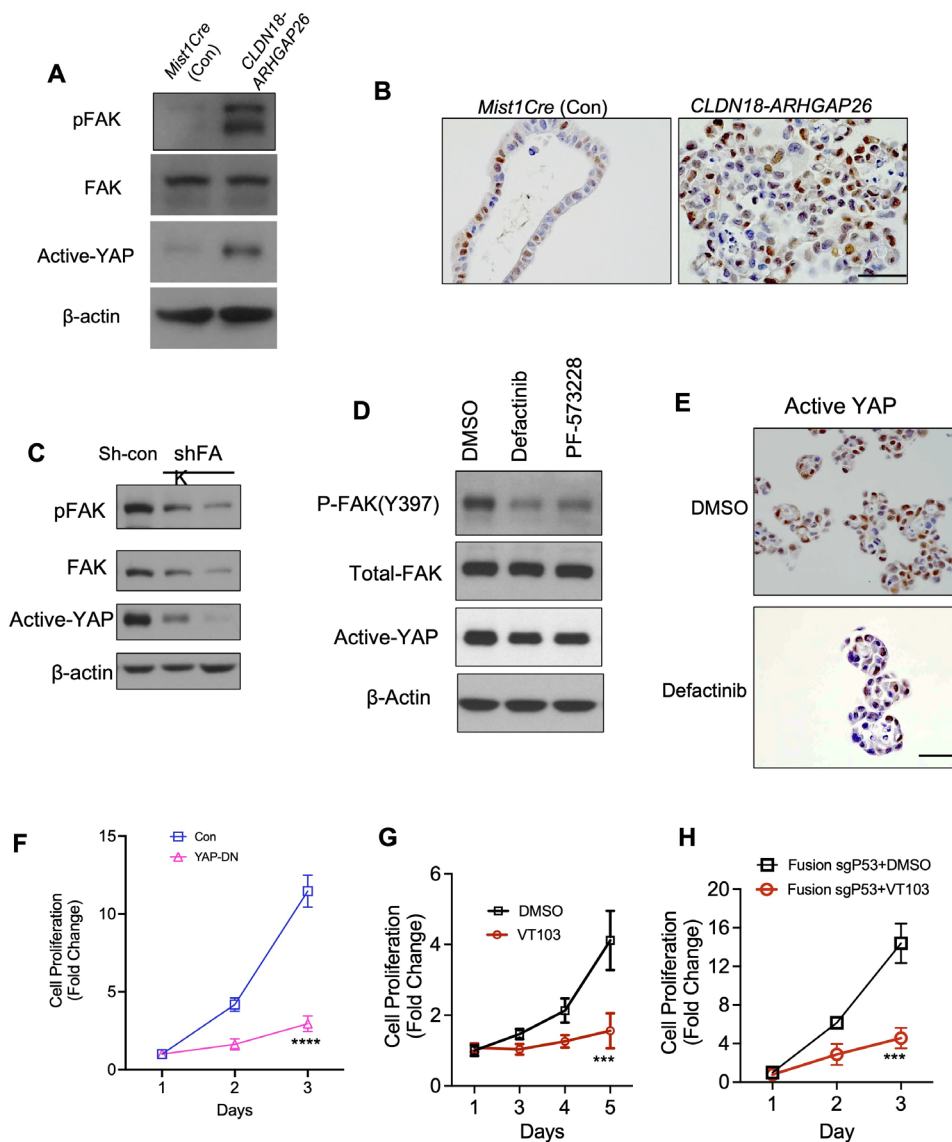 A
Mist1Cre
(Con)
CLDN18-
ARHGAP26
pFAK
FAK
Active-YAP
β-actin
B
Mist1Cre (Con)
CLDN18-ARHGAP26
C
Sh-con
shFA
K
pFAK
FAK
Active-YAP
β-actin
D
DMSO
Defactinib
PF-573228
P-FAK(Y397)
Total-FAK
Active-YAP
β-Actin
E
Active YAP
DMSO
Defactinib
F
Con
YAP-DN
Cell Proliferation
(Fold Change)
15
10
5
0
****
1 2 3
Days
G
DMSO
VT103
Cell Proliferation
(Fold Change)
6
4
2
0
***
1 3 4 5
Days
H
Fusion sgP53+DMSO
Fusion sgP53+VT103
Cell Proliferation
(Fold Change)
20
16
12
8
4
0
***
1 2 3
Day